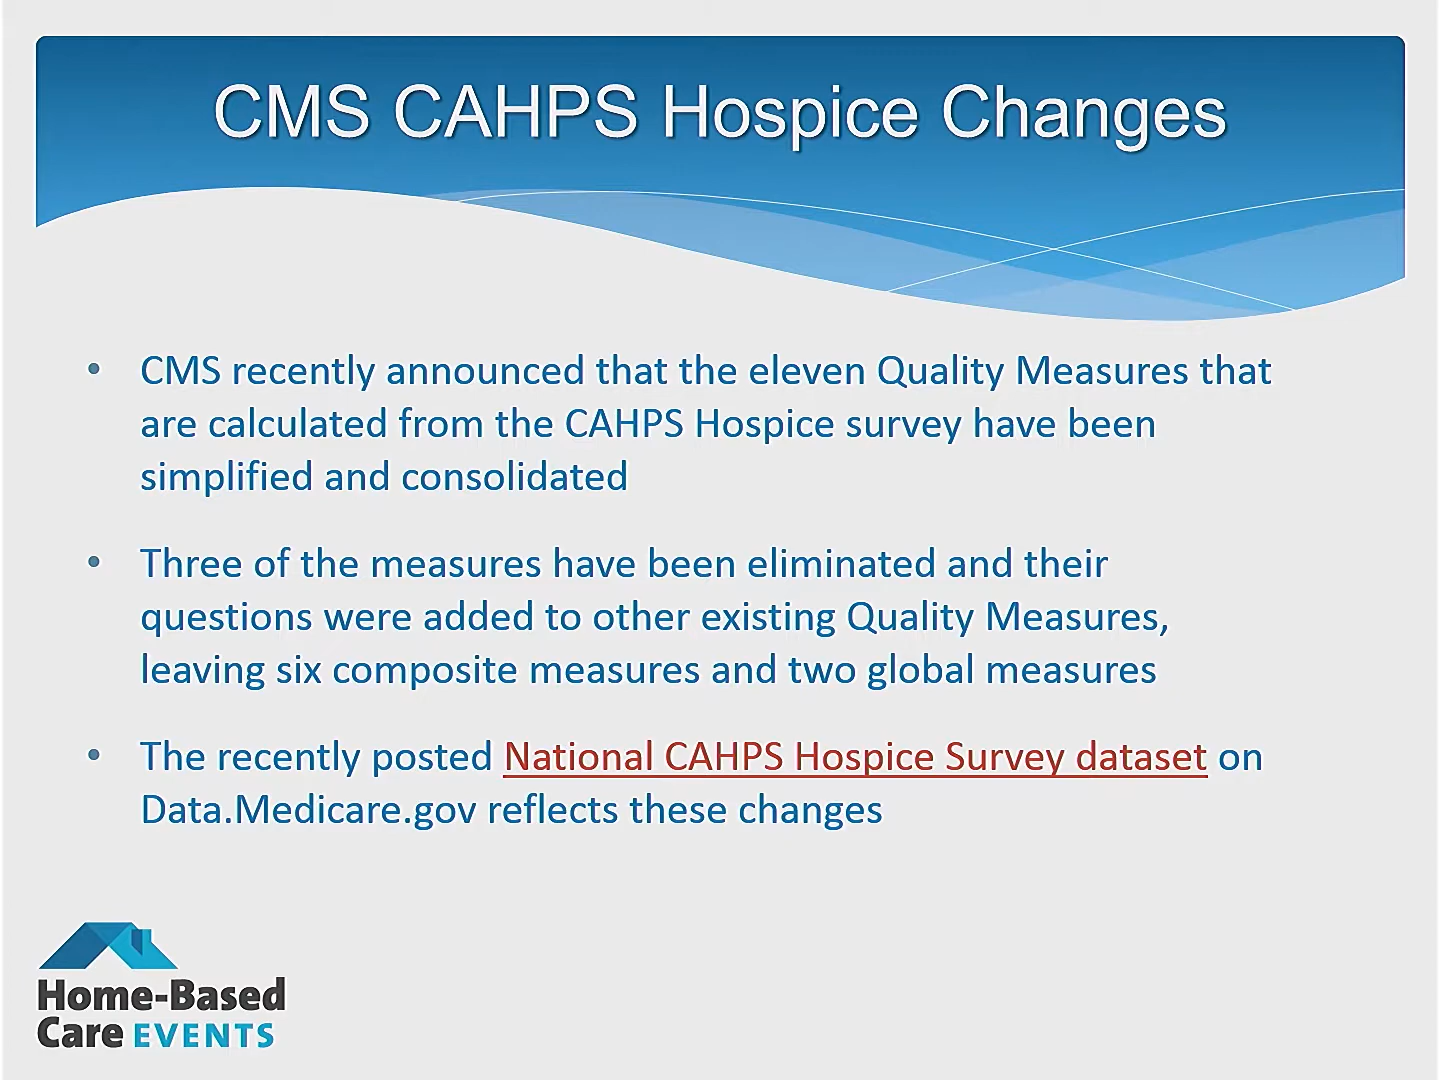 CMS CAHPS Hospice Changes
• CMS recently announced that the eleven Quality Measures that
are calculated from the CAHPS Hospice survey have been
simplified and consolidated
• Three of the measures have been eliminated and their
questions were added to other existing Quality Measures,
leaving six composite measures and two global measures
• The recently posted National CAHPS Hospice Survey dataset on
Data.Medicare.gov reflects these changes
Home-Based
Care EVENTS